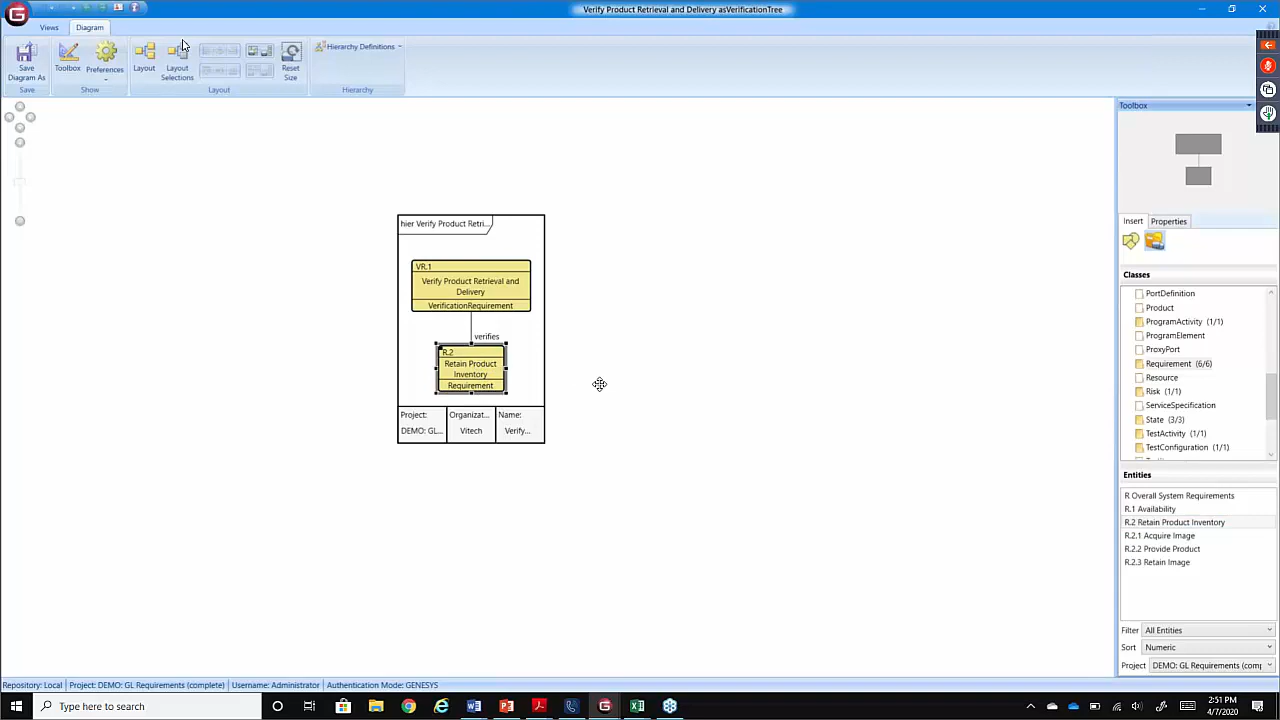 Verify Product Retrieval and Delivery asVerificationTree
Views
Diagram
Save
Diagram As
Toolbox
Preferences
Layout
Layout
Selections
Reset
Size
Hierarchy Definitions
Save
Show
Layout
Hierarchy
Toolbox
Insert
Properties
Classes
PortDefinition
Product
ProgramActivity (1/1)
ProgramElement
ProxyPort
Requirement (6/6)
Resource
Risk (1/1)
ServiceSpecification
State (3/3)
TestActivity (1/1)
TestConfiguration (1/1)
Entities
R Overall System Requirements
R.1 Availability
R.2 Retain Product Inventory
R.2.1 Acquire Image
R.2.2 Provide Product
R.2.3 Retain Image
Filter All Entities
Sort Numeric
Project DEMO: GL Requirements (comp
hier Verify Product Retri...
VR.1
Verify Product Retrieval and
Delivery
VerificationRequirement
verifies
R.2
Retain Product
Inventory
Requirement
Project: Organizat... Name:
DEMO: GL... Vitech Verify...
Repository: Local Project: DEMO: GL Requirements (complete) Username: Administrator Authentication Mode: GENESYS
Type here to search
2:51 PM
4/7/2020